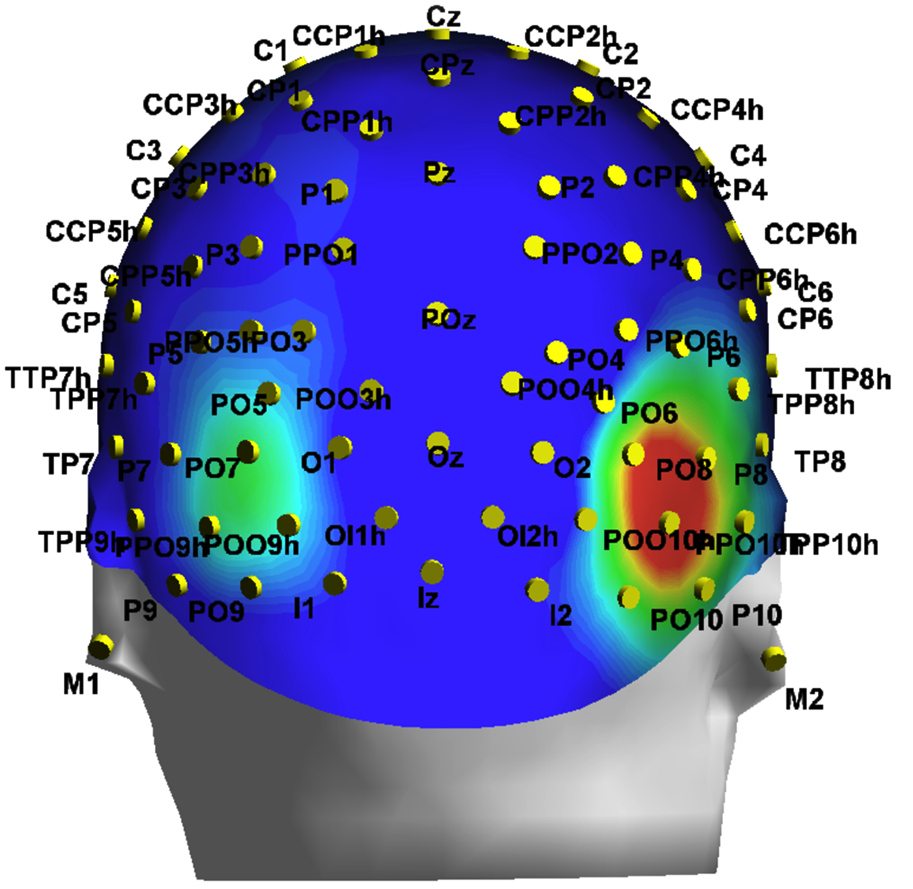 Cz
C1 CCP1h CCP2h C2
CPz
CCP3h CP1 CP2 CCP4h
CPP1h CPP2h
C3 C4
CP3 CPP3h Pz CPP4h CP4
P1 P2
CCP5h CCP6h
P3 PPO1 PPO2 P4
CPP5h CPP6h
C5 C6
CP5 POz CP6
P5 PPO5h PO3 PO4 PPO6h P6
TTP7h TTP8h
TPP7h PO5 POO3h POO4h PO6 TPP8h
TP7 P7 PO7 O1 Oz O2 PO8 P8 TP8
TPP9h PPO9h POO9h OI1h OI2h POO10h PPO10h TPP10h
P9 PO9 I1 Iz I2 PO10 P10
M1 M2